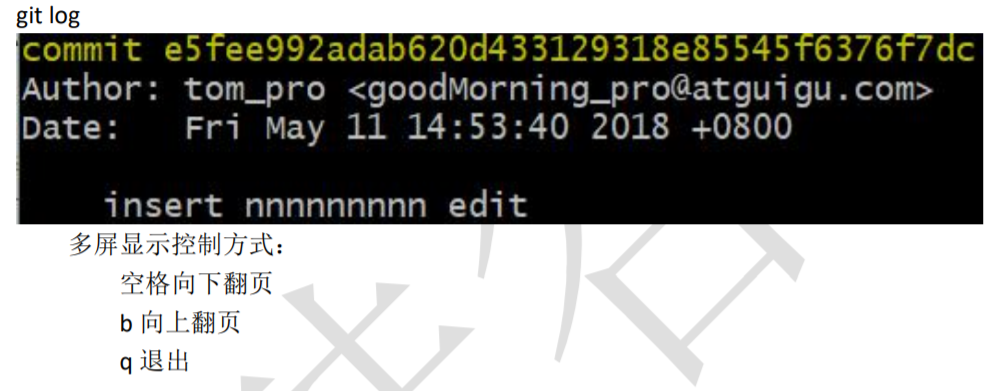 git log
commit e5fee992adab620d433129318e85545f6376f7dc
Author: tom_pro <goodMorning_pro@atguigu.com>
Date:   Fri May 11 14:53:40 2018 +0800
insert nnnnnnnnn edit
多屏显示控制方式：
空格向下翻页
b 向上翻页
q 退出